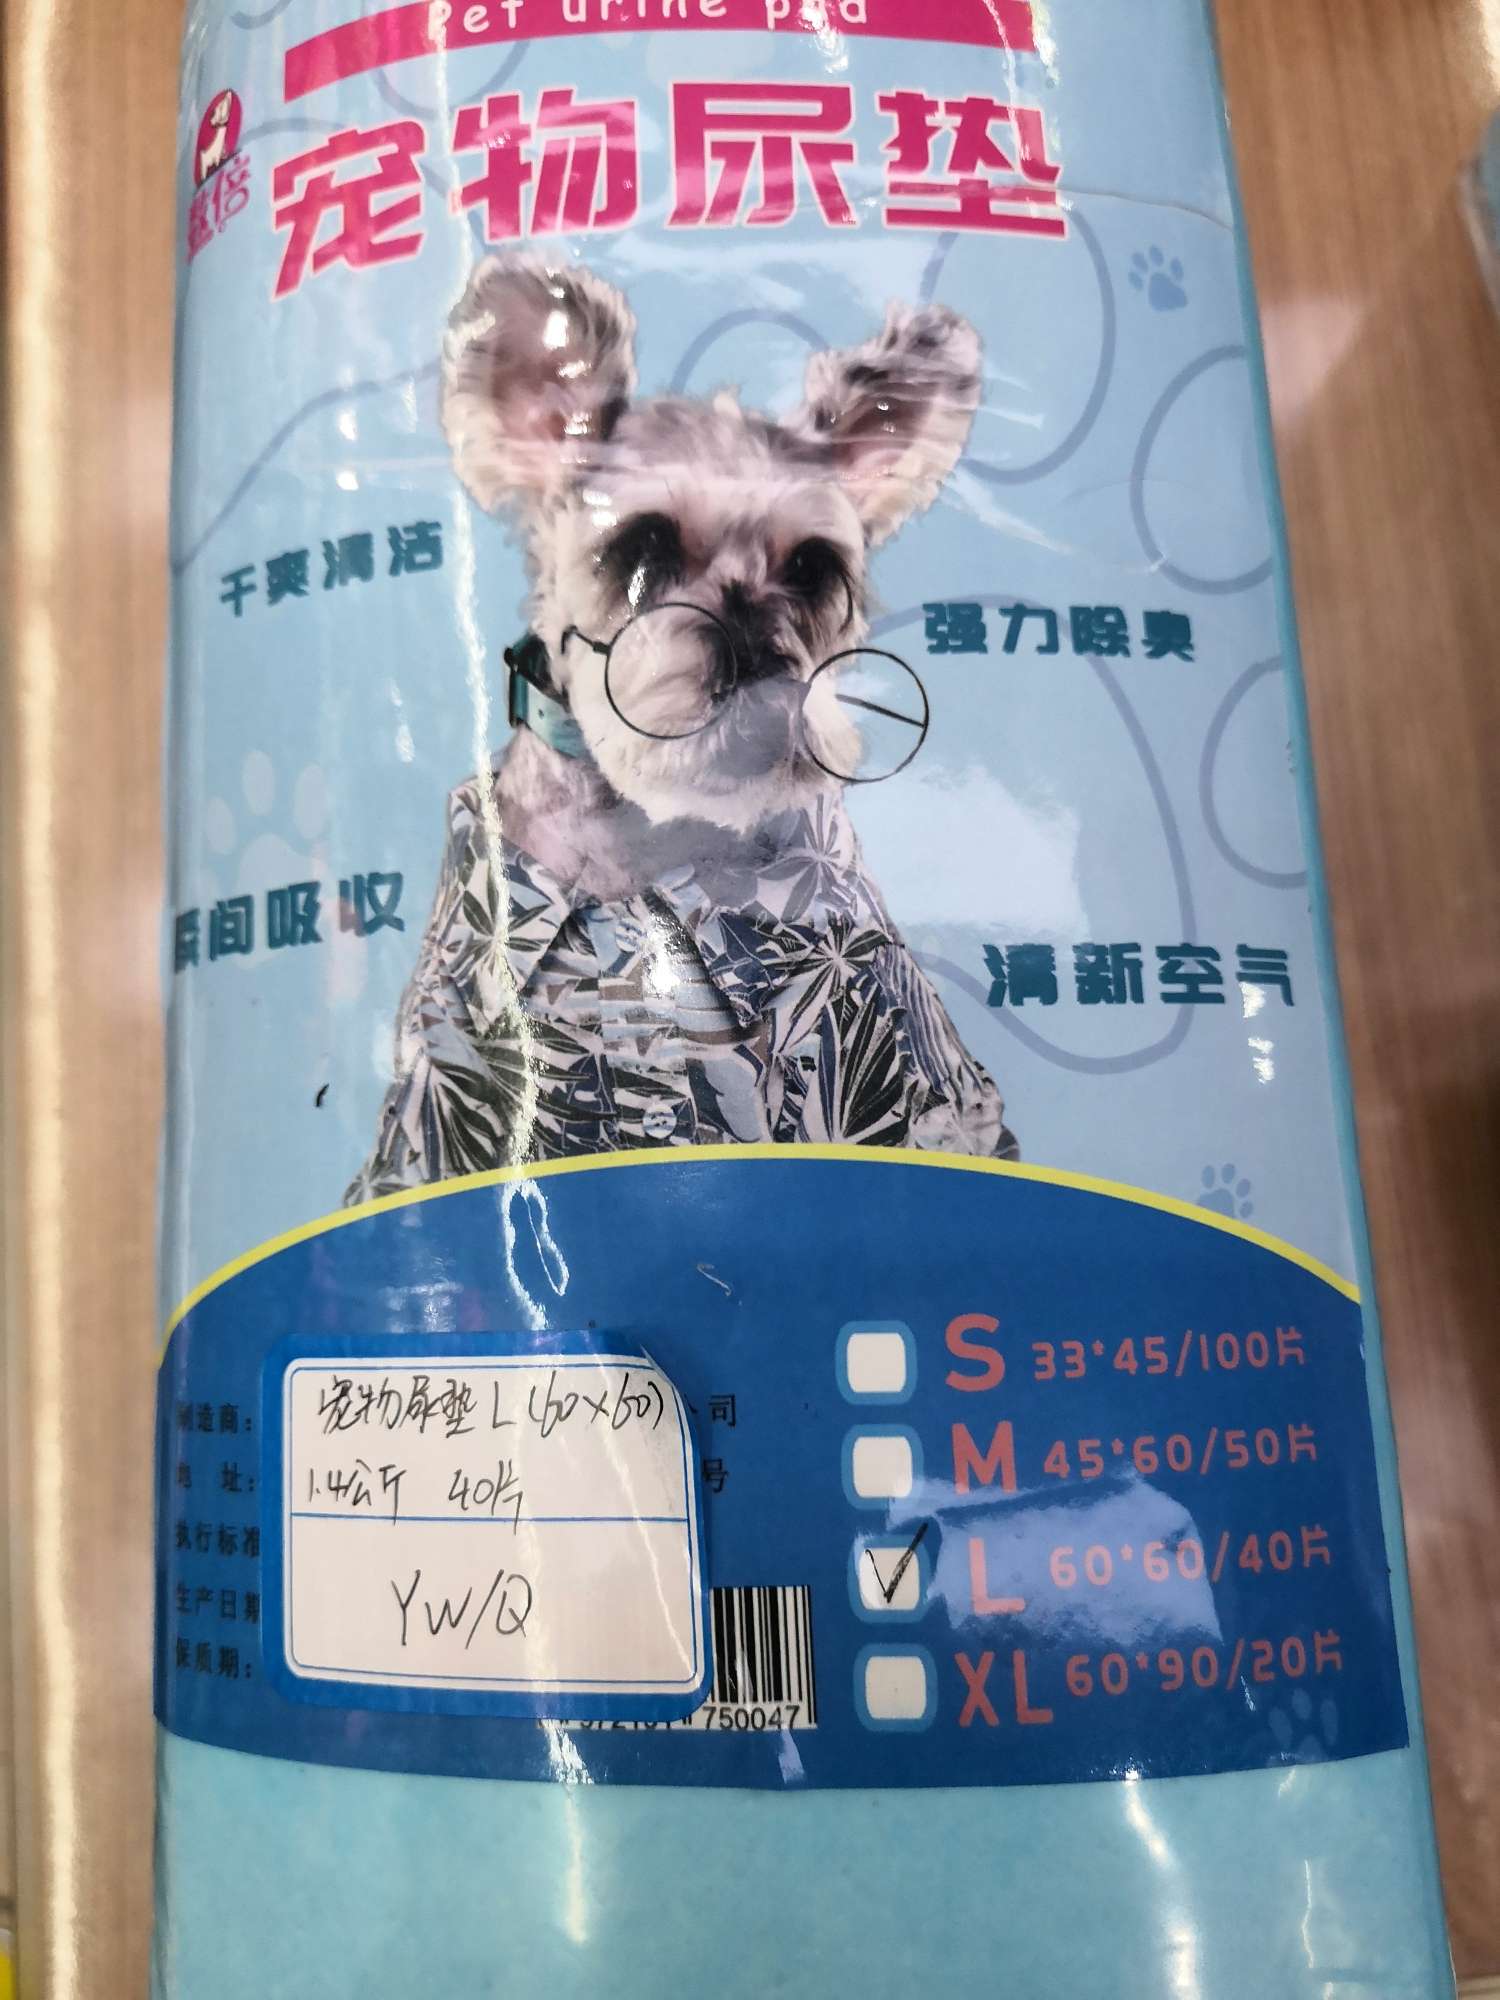 Pet urine pad
宠物尿垫
干爽清洁
强力除臭
瞬间吸收
清新空气
S 33*45/100片
M 45*60/50片
L 60*60/40片
XL 60*90/20片
制造商：
公司
地 址：
号
执行标准
生产日期
保质期：
宠物尿垫 L(60×60)
1.4公斤 40片
YW/Q
750047